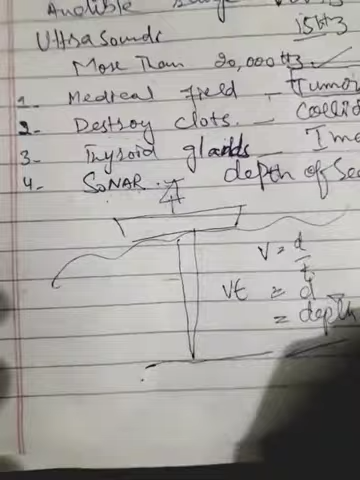 Audible
15Hz
UltraSounds
More Than 20,000 Hz
1- Medical field - Tumor
2- Destroy clots. - Collid
3- Thyroid glands - Ima
4- SONAR. depth of Sea
V = d/t
Vt = d
= depth